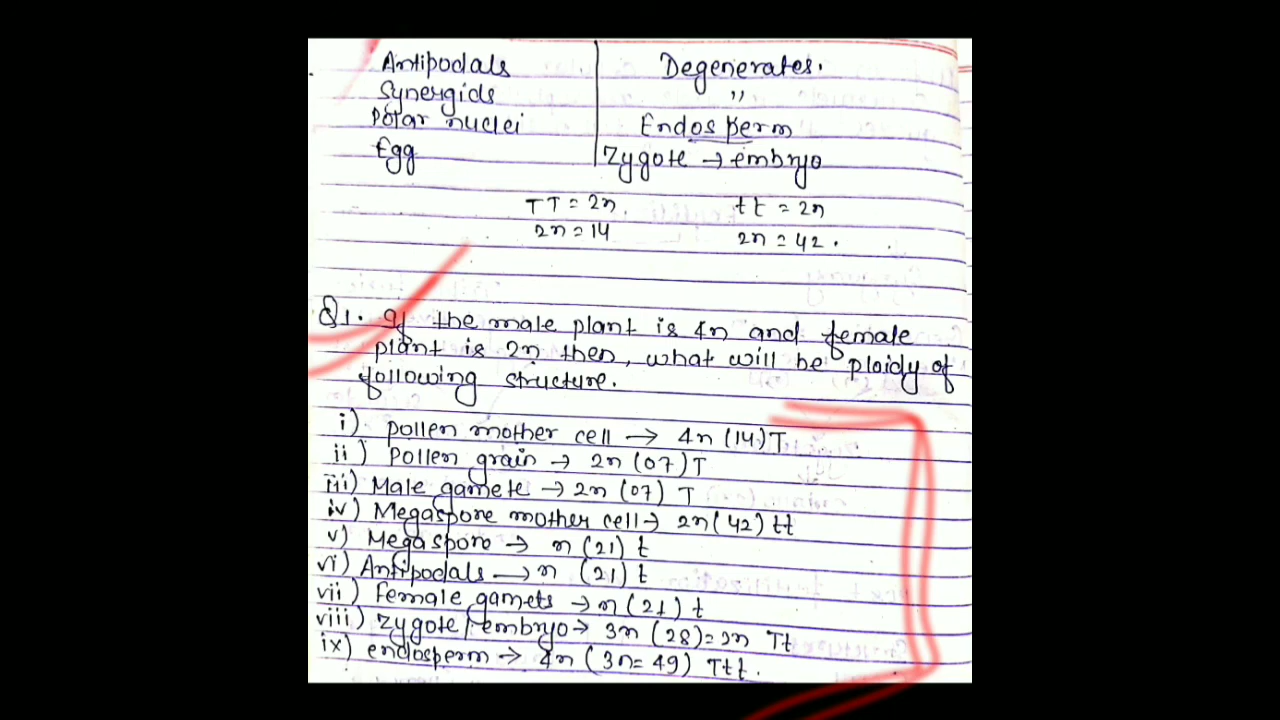 Antipodals Degenerates.
Synergids ,,
Polar nuclei Endosperm
Egg Zygote → embryo
TT = 2n. tt = 2n
2n = 14 2n = 42.
Q1. If the male plant is 4n and female
plant is 2n then, what will be ploidy of
following structure.
i) pollen mother cell → 4n (14) T
ii) Pollen grain → 2n (07) T
iii) Male gamete → 2n (07) T
iv) Megaspore mother cell → 2n (42) tt
v) Megaspore → n (21) t
vi) Antipodals → n (21) t
vii) Female gamets → n (21) t
viii) zygote/embryo → 3n (28) = 2n Tt
ix) endosperm → 4n (3n = 49) Ttt.